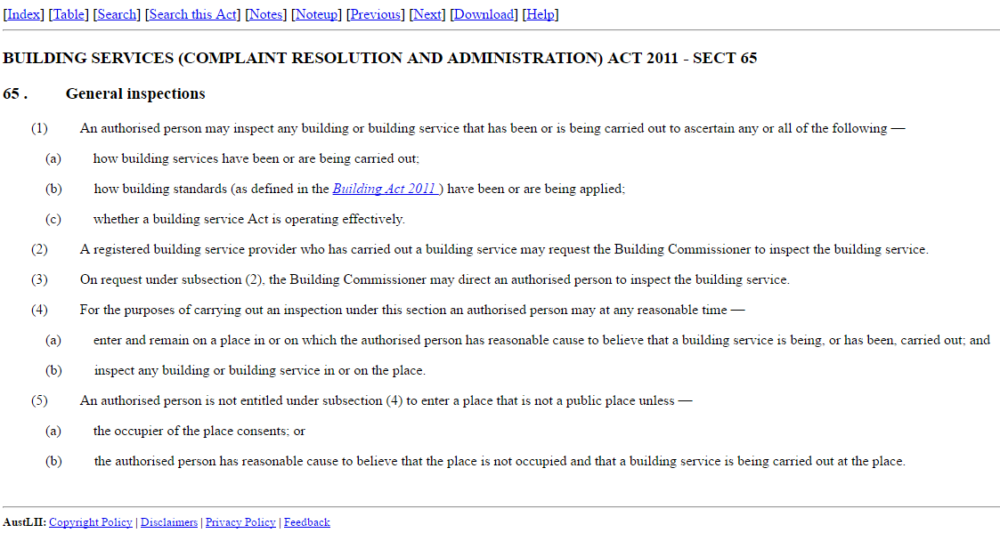 [Index] [Table] [Search] [Search this Act] [Notes] [Noteup] [Previous] [Next] [Download] [Help]
BUILDING SERVICES (COMPLAINT RESOLUTION AND ADMINISTRATION) ACT 2011 - SECT 65
65 . General inspections
(1) An authorised person may inspect any building or building service that has been or is being carried out to ascertain any or all of the following —
(a) how building services have been or are being carried out;
(b) how building standards (as defined in the Building Act 2011 ) have been or are being applied;
(c) whether a building service Act is operating effectively.
(2) A registered building service provider who has carried out a building service may request the Building Commissioner to inspect the building service.
(3) On request under subsection (2), the Building Commissioner may direct an authorised person to inspect the building service.
(4) For the purposes of carrying out an inspection under this section an authorised person may at any reasonable time —
(a) enter and remain on a place in or on which the authorised person has reasonable cause to believe that a building service is being, or has been, carried out; and
(b) inspect any building or building service in or on the place.
(5) An authorised person is not entitled under subsection (4) to enter a place that is not a public place unless —
(a) the occupier of the place consents; or
(b) the authorised person has reasonable cause to believe that the place is not occupied and that a building service is being carried out at the place.
AustLII: Copyright Policy | Disclaimers | Privacy Policy | Feedback